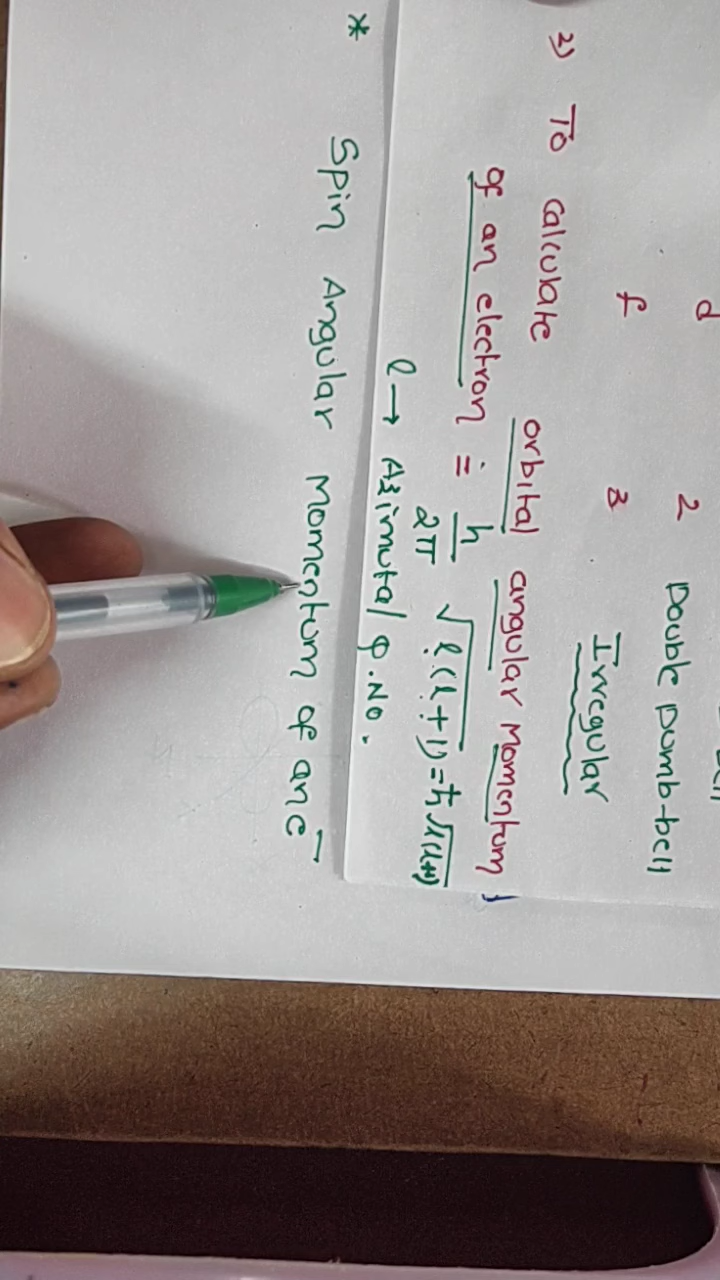 d 2 Double Dumb-bell
f 3 Irregular
2) To calculate orbital angular momentum
of an electron = h/2π √l(l+1) = ħ√l(l+1)
l → Azimutal Q.No.
* Spin Angular Momentum of an e⁻